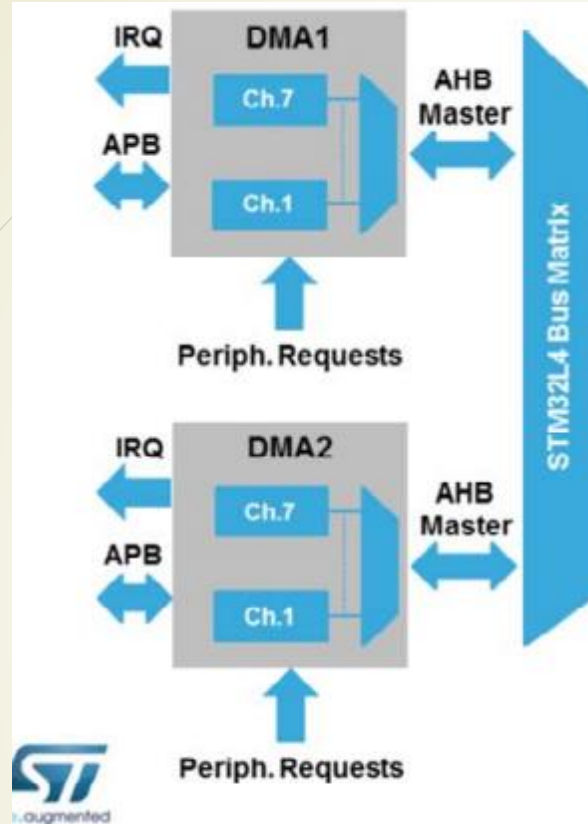 IRQ
DMA1
Ch.7
AHB
Master
APB
Ch.1
Periph. Requests
STM32L4 Bus Matrix
IRQ
DMA2
Ch.7
AHB
Master
APB
Ch.1
Periph. Requests
ST
e.augmented